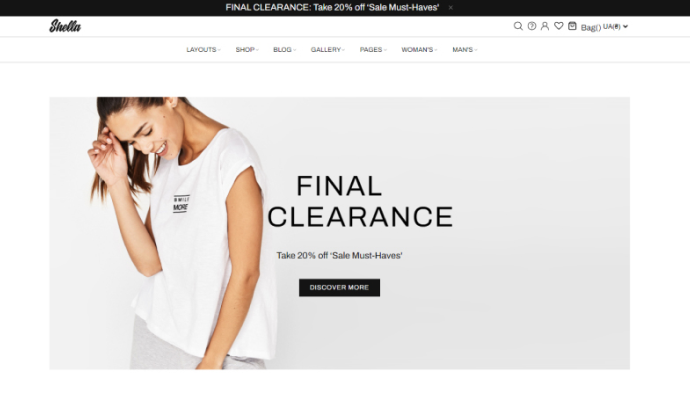 FINAL CLEARANCE: Take 20% off 'Sale Must-Haves' ×
Shella
Bag() UA(₴)
LAYOUTS SHOP BLOG GALLERY PAGES WOMAN'S MAN'S
MORE
FINAL
CLEARANCE
Take 20% off 'Sale Must-Haves'
DISCOVER MORE